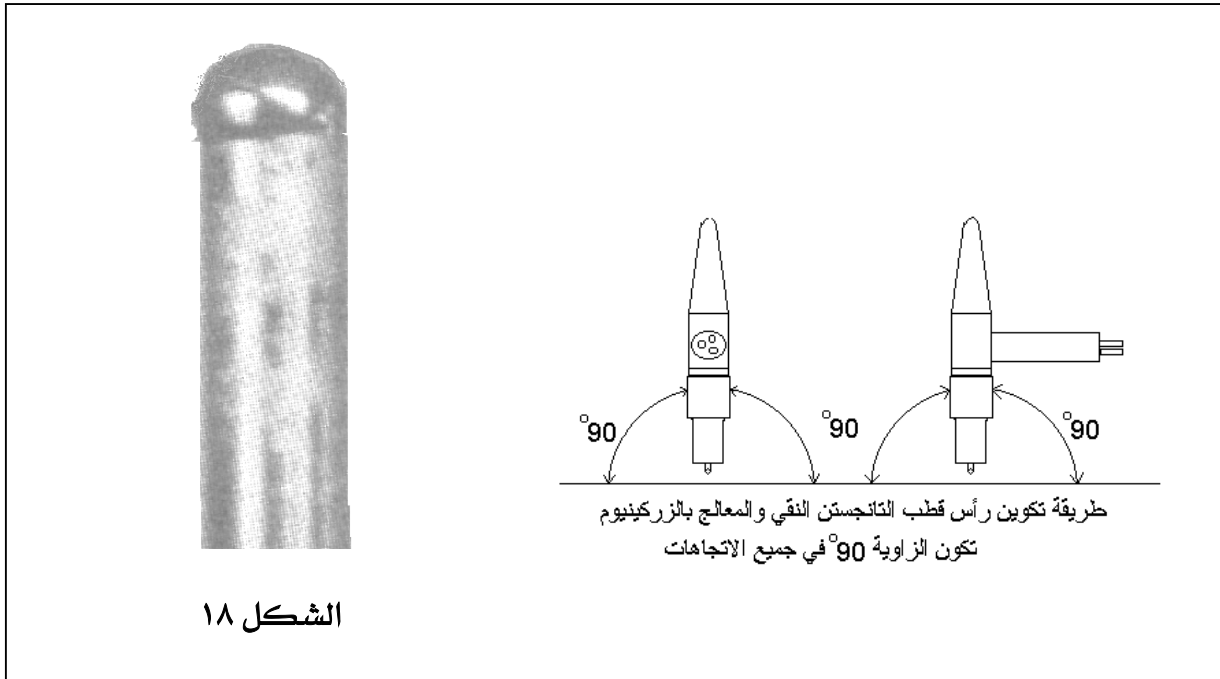 °90
°90
°90
طريقة تكوين رأس قطب التانجستن النقي والمعالج بالزركينيوم
تكون الزاوية 90° في جميع الاتجاهات
الشكل ١٨